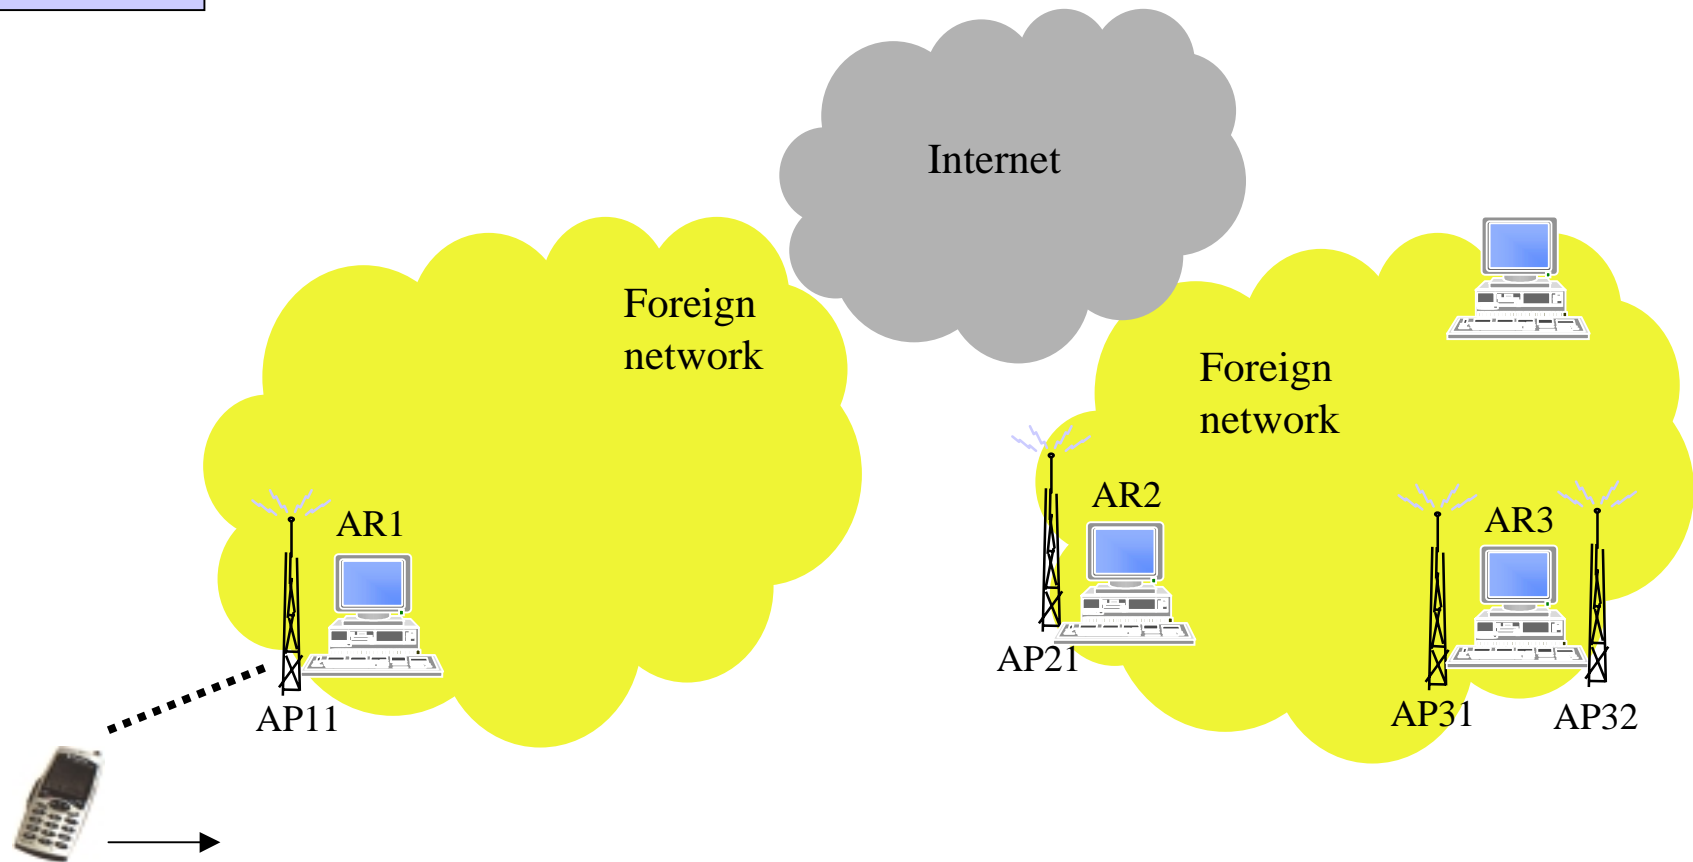 Internet
Foreign
network
Foreign
network
AR1
AP11
AR2
AP21
AR3
AP31
AP32